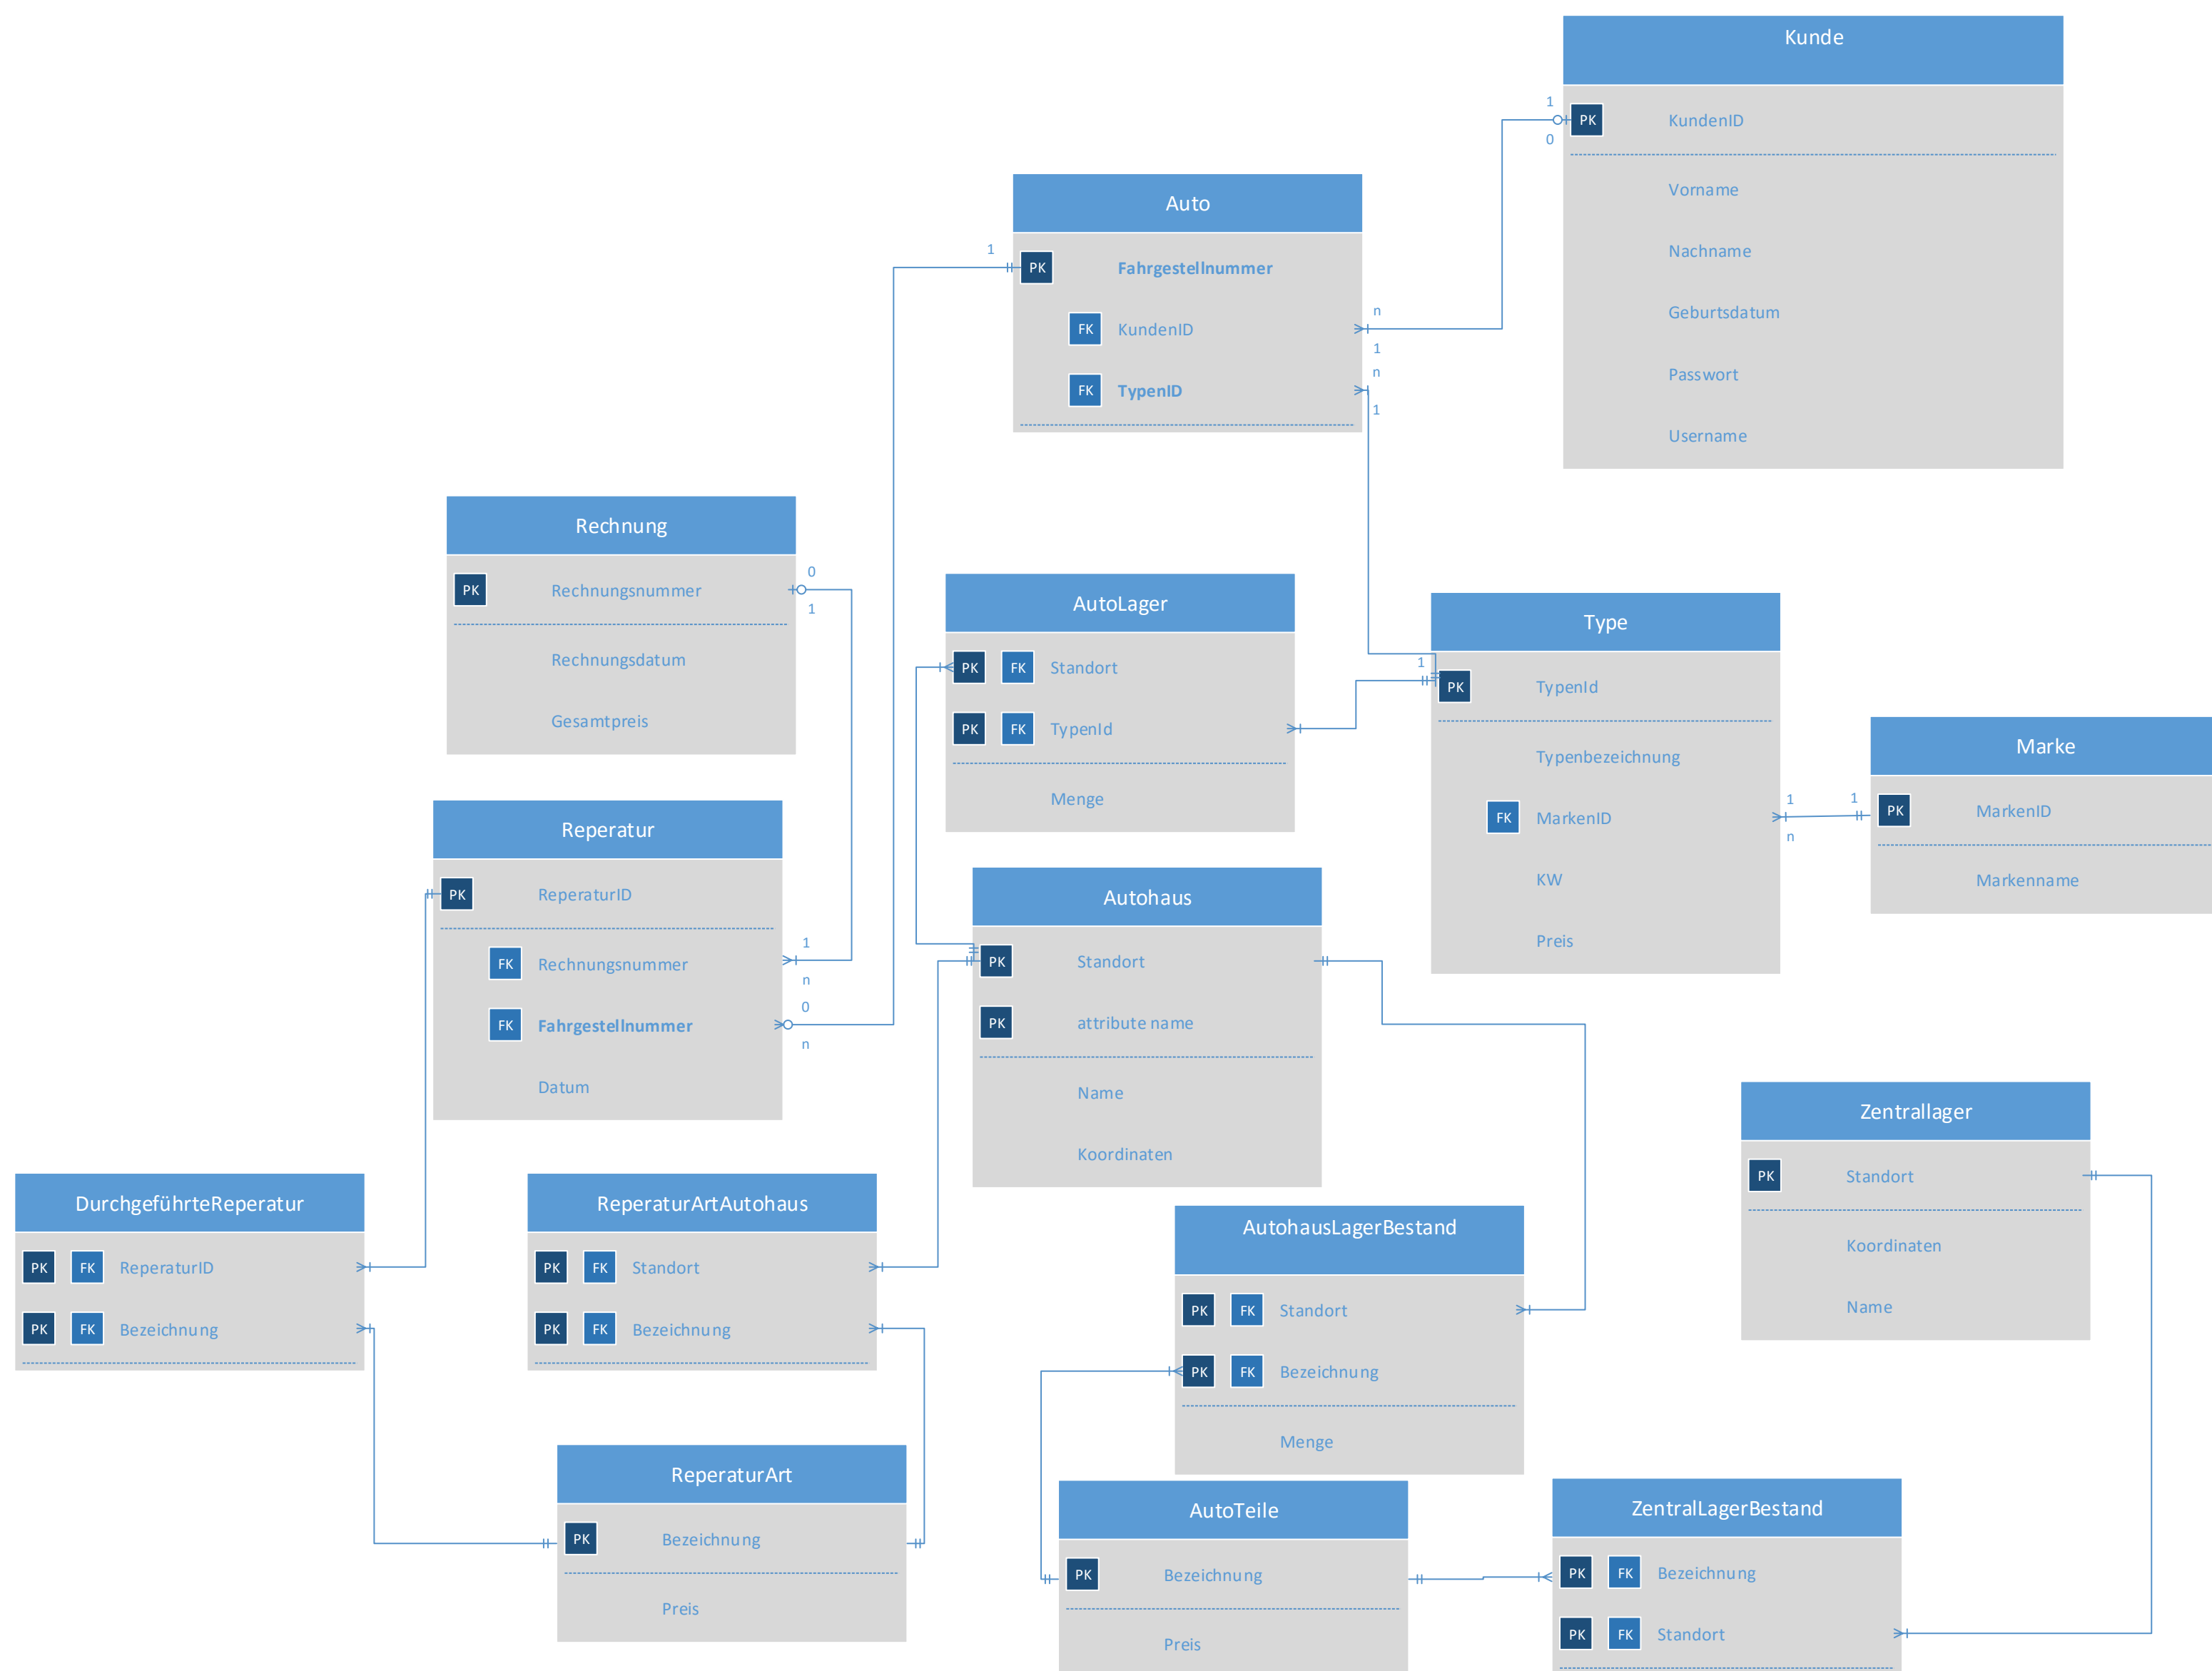 Kunde
1
PK KundenID
0
Vorname
Nachname
Geburtsdatum
Passwort
Username
Auto
1
PK Fahrgestellnummer
n
FK KundenID
1
n
FK TypenID
1
Rechnung
0
PK Rechnungsnummer
1
Rechnungsdatum
Gesamtpreis
AutoLager
PK FK Standort
PK FK TypenId
Menge
Type
1
PK TypenId
Typenbezeichnung
1
FK MarkenID
n
KW
Preis
Marke
1
PK MarkenID
Markenname
Reperatur
PK ReperaturID
1
FK Rechnungsnummer
n
0
FK Fahrgestellnummer
n
Datum
Autohaus
PK Standort
PK attribute name
Name
Koordinaten
Zentrallager
PK Standort
Koordinaten
Name
DurchgeführteReperatur
PK FK ReperaturID
PK FK Bezeichnung
ReperaturArtAutohaus
PK FK Standort
PK FK Bezeichnung
AutohausLagerBestand
PK FK Standort
PK FK Bezeichnung
Menge
ReperaturArt
PK Bezeichnung
Preis
AutoTeile
PK Bezeichnung
Preis
ZentralLagerBestand
PK FK Bezeichnung
PK FK Standort